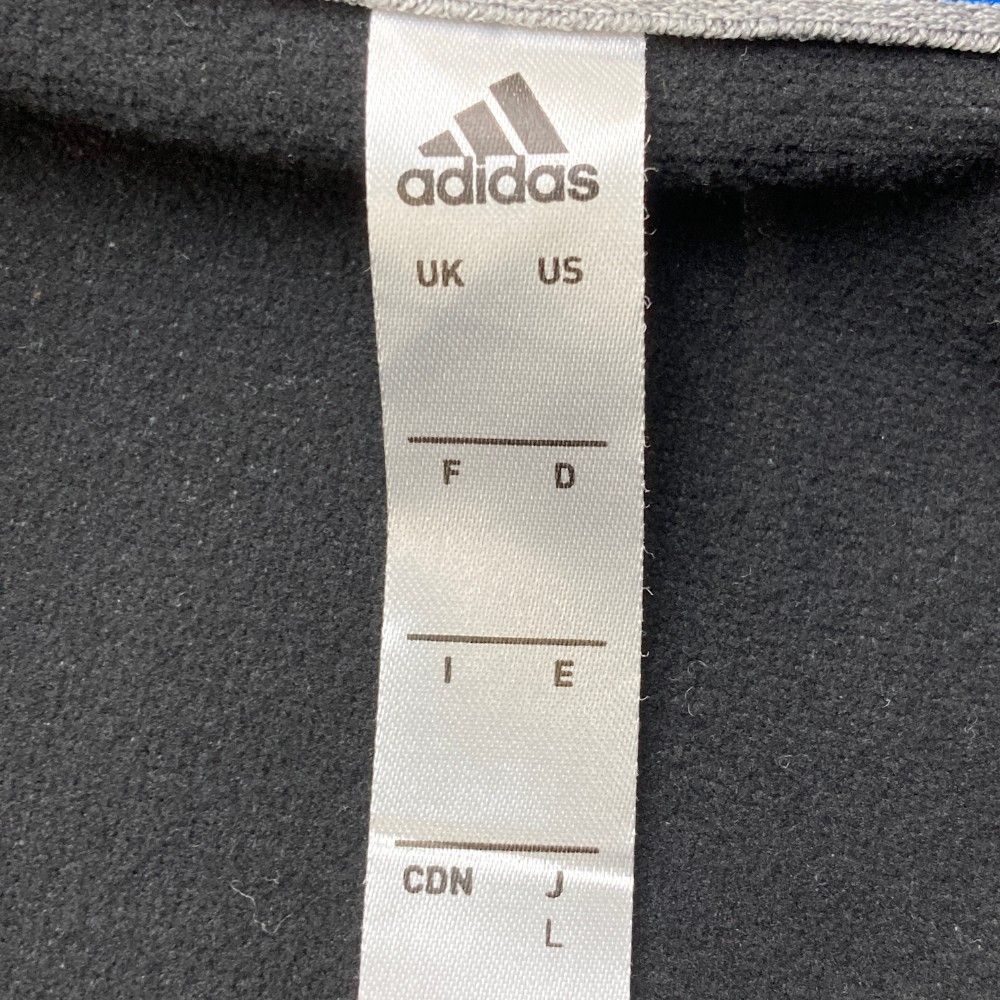 adidas
UK US
F D
I E
CDN J
L